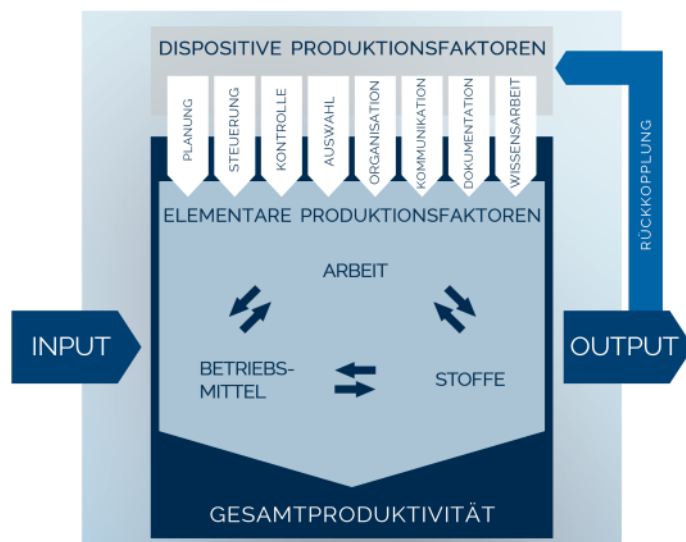 DISPOSITIVE PRODUKTIONSFAKTOREN
PLANUNG
STEUERUNG
KONTROLLE
AUSWAHL
ORGANISATION
KOMMUNIKATION
DOKUMENTATION
WISSENSARBEIT
RÜCKKOPPLUNG
ELEMENTARE PRODUKTIONSFAKTOREN
ARBEIT
INPUT
OUTPUT
BETRIEBS-
MITTEL
STOFFE
GESAMTPRODUKTIVITÄT